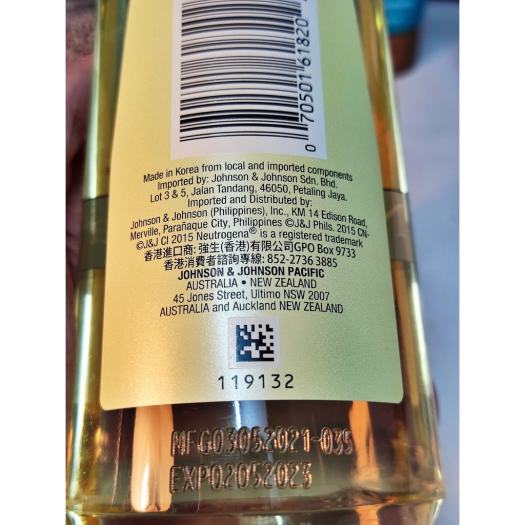 0 70501 61820
Made in Korea from local and imported components
Imported by: Johnson & Johnson Sdn. Bhd.
Lot 3 & 5, Jalan Tandang, 46050, Petaling Jaya.
Imported and Distributed by:
Johnson & Johnson (Philippines), Inc., KM 14 Edison Road,
Merville, Parañaque City, Philippines ©J&J Phils. 2015 CN-
©J&J CI 2015 Neutrogena® is a registered trademark
香港進口商: 強生(香港)有限公司GPO Box 9733
香港消費者諮詢專線: 852-2736 3885
JOHNSON & JOHNSON PACIFIC
AUSTRALIA • NEW ZEALAND
45 Jones Street, Ultimo NSW 2007
AUSTRALIA and Auckland NEW ZEALAND
119132
MFG03052021-035
EXP02052023